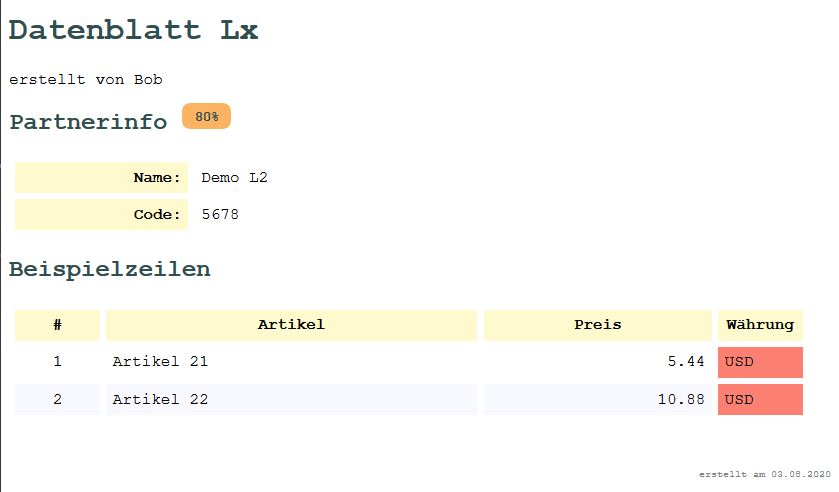 Datenblatt Lx
erstellt von Bob
Partnerinfo 80%
Name: Demo L2
Code: 5678
Beispielzeilen
# Artikel Preis Währung
1 Artikel 21 5.44 USD
2 Artikel 22 10.88 USD
erstellt am 03.08.2020